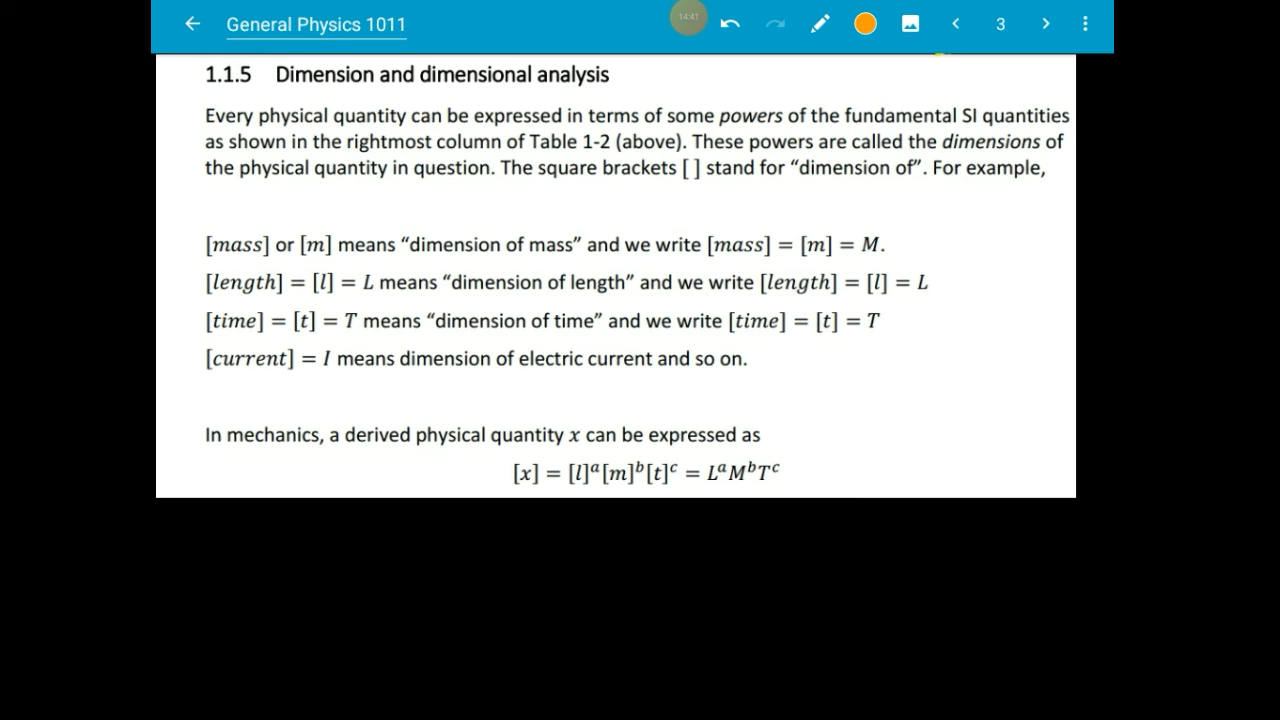 General Physics 1011
14:41
3
1.1.5 Dimension and dimensional analysis
Every physical quantity can be expressed in terms of some powers of the fundamental SI quantities
as shown in the rightmost column of Table 1-2 (above). These powers are called the dimensions of
the physical quantity in question. The square brackets [ ] stand for “dimension of”. For example,
[mass] or [m] means “dimension of mass” and we write [mass] = [m] = M.
[length] = [l] = L means “dimension of length” and we write [length] = [l] = L
[time] = [t] = T means “dimension of time” and we write [time] = [t] = T
[current] = I means dimension of electric current and so on.
In mechanics, a derived physical quantity x can be expressed as
[x] = [l]ᵃ[m]ᵇ[t]ᶜ = LᵃMᵇTᶜ